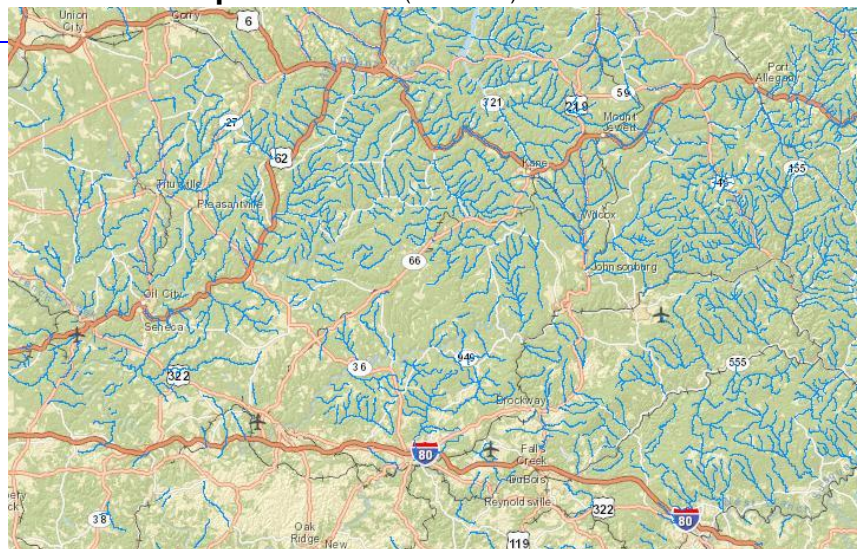 Union
City
Corry
6
Port
Allegany
59
321
219
Mount
Jewett
27
62
155
Kane
46
Titusville
Pleasantville
Wilcox
66
Johnsonburg
Oil City
Seneca
949
36
322
555
Brockway
80
Falls
Creek
DuBois
Reynoldsville
322
80
38
Oak
Ridge
New
119